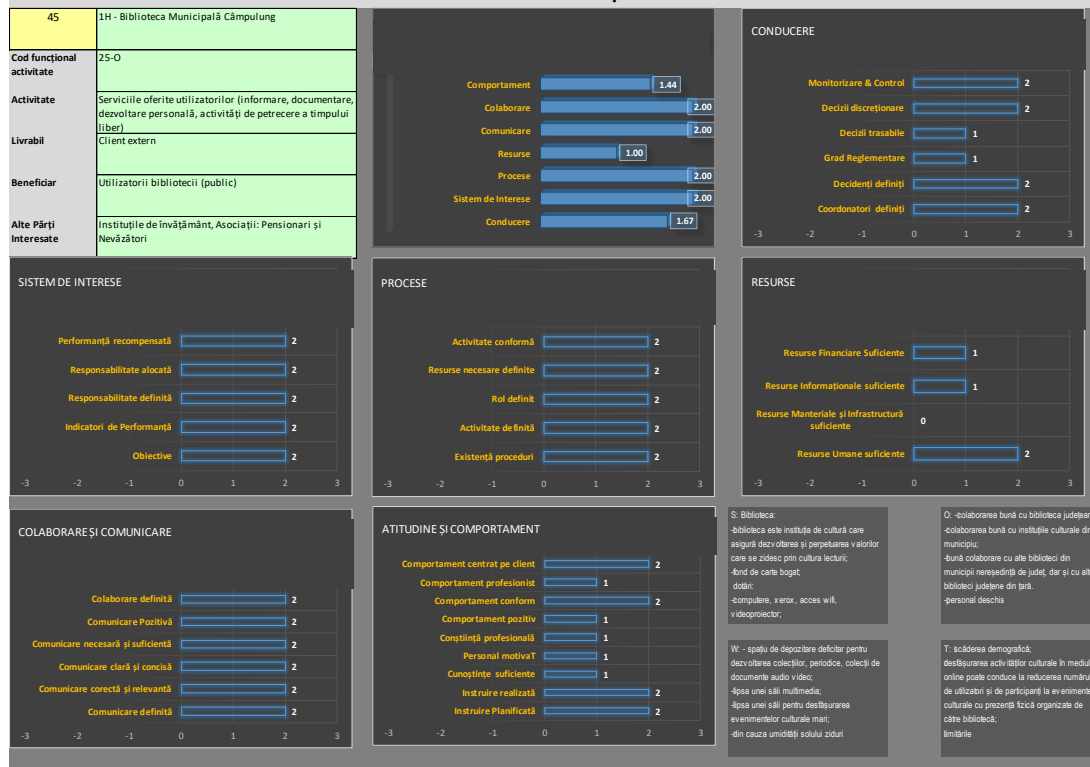 45
1H - Biblioteca Municipală Câmpulung
Cod funcțional
activitate
25-O
Activitate
Serviciile oferite utilizatorilor (informare, documentare,
dezvoltare personală, activități de petrecere a timpului
liber)
Livrabil
Client extern
Beneficiar
Utilizatorii bibliotecii (public)
Alte Părți
Interesate
Instituțiile de învățământ, Asociații: Pensionari și
Nevăzători
Comportament 1.44
Colaborare 2.00
Comunicare 2.00
Resurse 1.00
Procese 2.00
Sistem de Interese 2.00
Conducere 1.67
CONDUCERE
Monitorizare & Control 2
Decizii discreționare 2
Decizii trasabile 1
Grad Reglementare 1
Decidenți definiți 2
Coordonatori definiți 2
-3 -2 -1 0 1 2 3
SISTEM DE INTERESE
Performanță recompensată 2
Responsabilitate alocată 2
Responsabilitate definită 2
Indicatori de Performanță 2
Obiective 2
-3 -2 -1 0 1 2 3
PROCESE
Activitate conformă 2
Resurse necesare definite 2
Rol definit 2
Activitate definită 2
Existență proceduri 2
-3 -2 -1 0 1 2 3
RESURSE
Resurse Financiare Suficiente 1
Resurse Informaționale suficiente 1
Resurse Manteriale și Infrastructură
suficiente 0
Resurse Umane suficiente 2
-3 -2 -1 0 1 2 3
COLABORARE ȘI COMUNICARE
Colaborare definită 2
Comunicare Pozitivă 2
Comunicare necesară și suficientă 2
Comunicare clară și concisă 2
Comunicare corectă și relevantă 2
Comunicare definită 2
-3 -2 -1 0 1 2 3
ATITUDINE ȘI COMPORTAMENT
Comportament centrat pe client 2
Comportament profesionist 1
Comportament conform 2
Comportament pozitiv 1
Conștiință profesională 1
Personal motivaT 1
Cunoștințe suficiente 1
Instruire realizată 2
Instruire Planificată 2
-3 -2 -1 0 1 2 3
S: Biblioteca:
-biblioteca este instituția de cultură care
asigură dezvoltarea și perpetuarea valorilor
care se zidesc prin cultura lecturii;
-fond de carte bogat;
dotări:
-computere, xerox, acces wifi,
videoproiector;
O: -colaborarea bună cu biblioteca județean
-colaborarea bună cu instituțiile culturale din
municipiu;
-bună colaborare cu alte biblioteci din
municipii nereședință de județ, dar și cu alte
biblioteci județene din țară.
-personal deschis
W: - spațiu de depozitare deficitar pentru
dezvoltarea colecțiilor, periodice, colecții de
documente audio video;
-lipsa unei săli multimedia;
-lipsa unei săli pentru desfășurarea
evenimentelor culturale mari;
-din cauza umidității solului ziduri
T: scăderea demografică;
desfășurarea activităților culturale în mediul
online poate conduce la reducerea număru
de utilizatori și de participanți la evenimente
culturale cu prezență fizică organizate de
către bibliotecă;
limitările